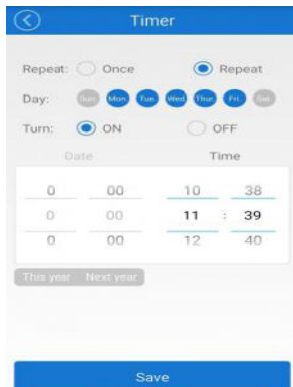 Timer
Repeat: Once Repeat
Day: Sun. Mon Tue. Wed. Thur. Fri. Sat.
Turn: ON OFF
Date Time
0 00 10 38
0 00 11 : 39
0 00 12 40
This year Next year
Save